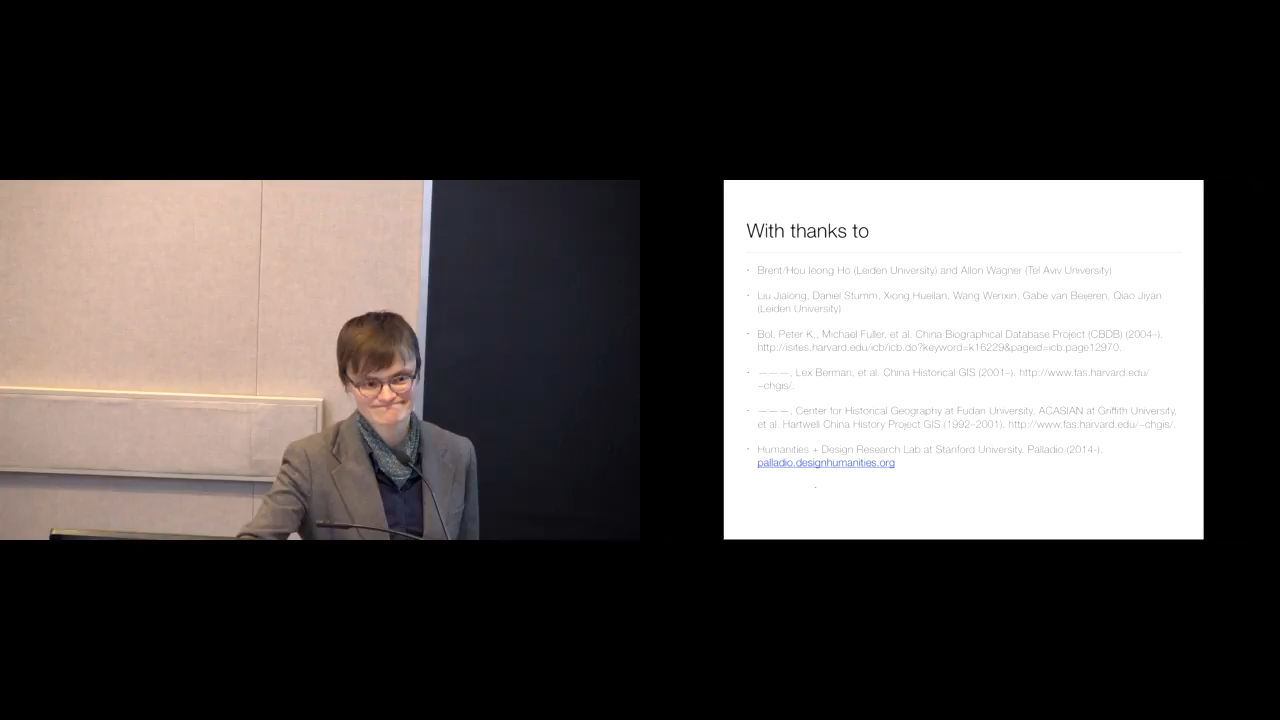 With thanks to
• Brent/Hou Ieong Ho (Leiden University) and Allon Wagner (Tel Aviv University)
• Liu Jialong, Daniel Stumm, Xiong Hueilan, Wang Wenxin, Gabe van Beijeren, Qiao Jiyan
(Leiden University)
• Bol, Peter K., Michael Fuller, et al. China Biographical Database Project (CBDB) (2004–).
http://isites.harvard.edu/icb/icb.do?keyword=k16229&pageid=icb.page12970.
• ———, Lex Berman, et al. China Historical GIS (2001–). http://www.fas.harvard.edu/
~chgis/.
• ———, Center for Historical Geography at Fudan University, ACASIAN at Griffith University,
et al. Hartwell China History Project GIS (1992-2001). http://www.fas.harvard.edu/~chgis/.
• Humanities + Design Research Lab at Stanford University. Palladio (2014-).
palladio.designhumanities.org